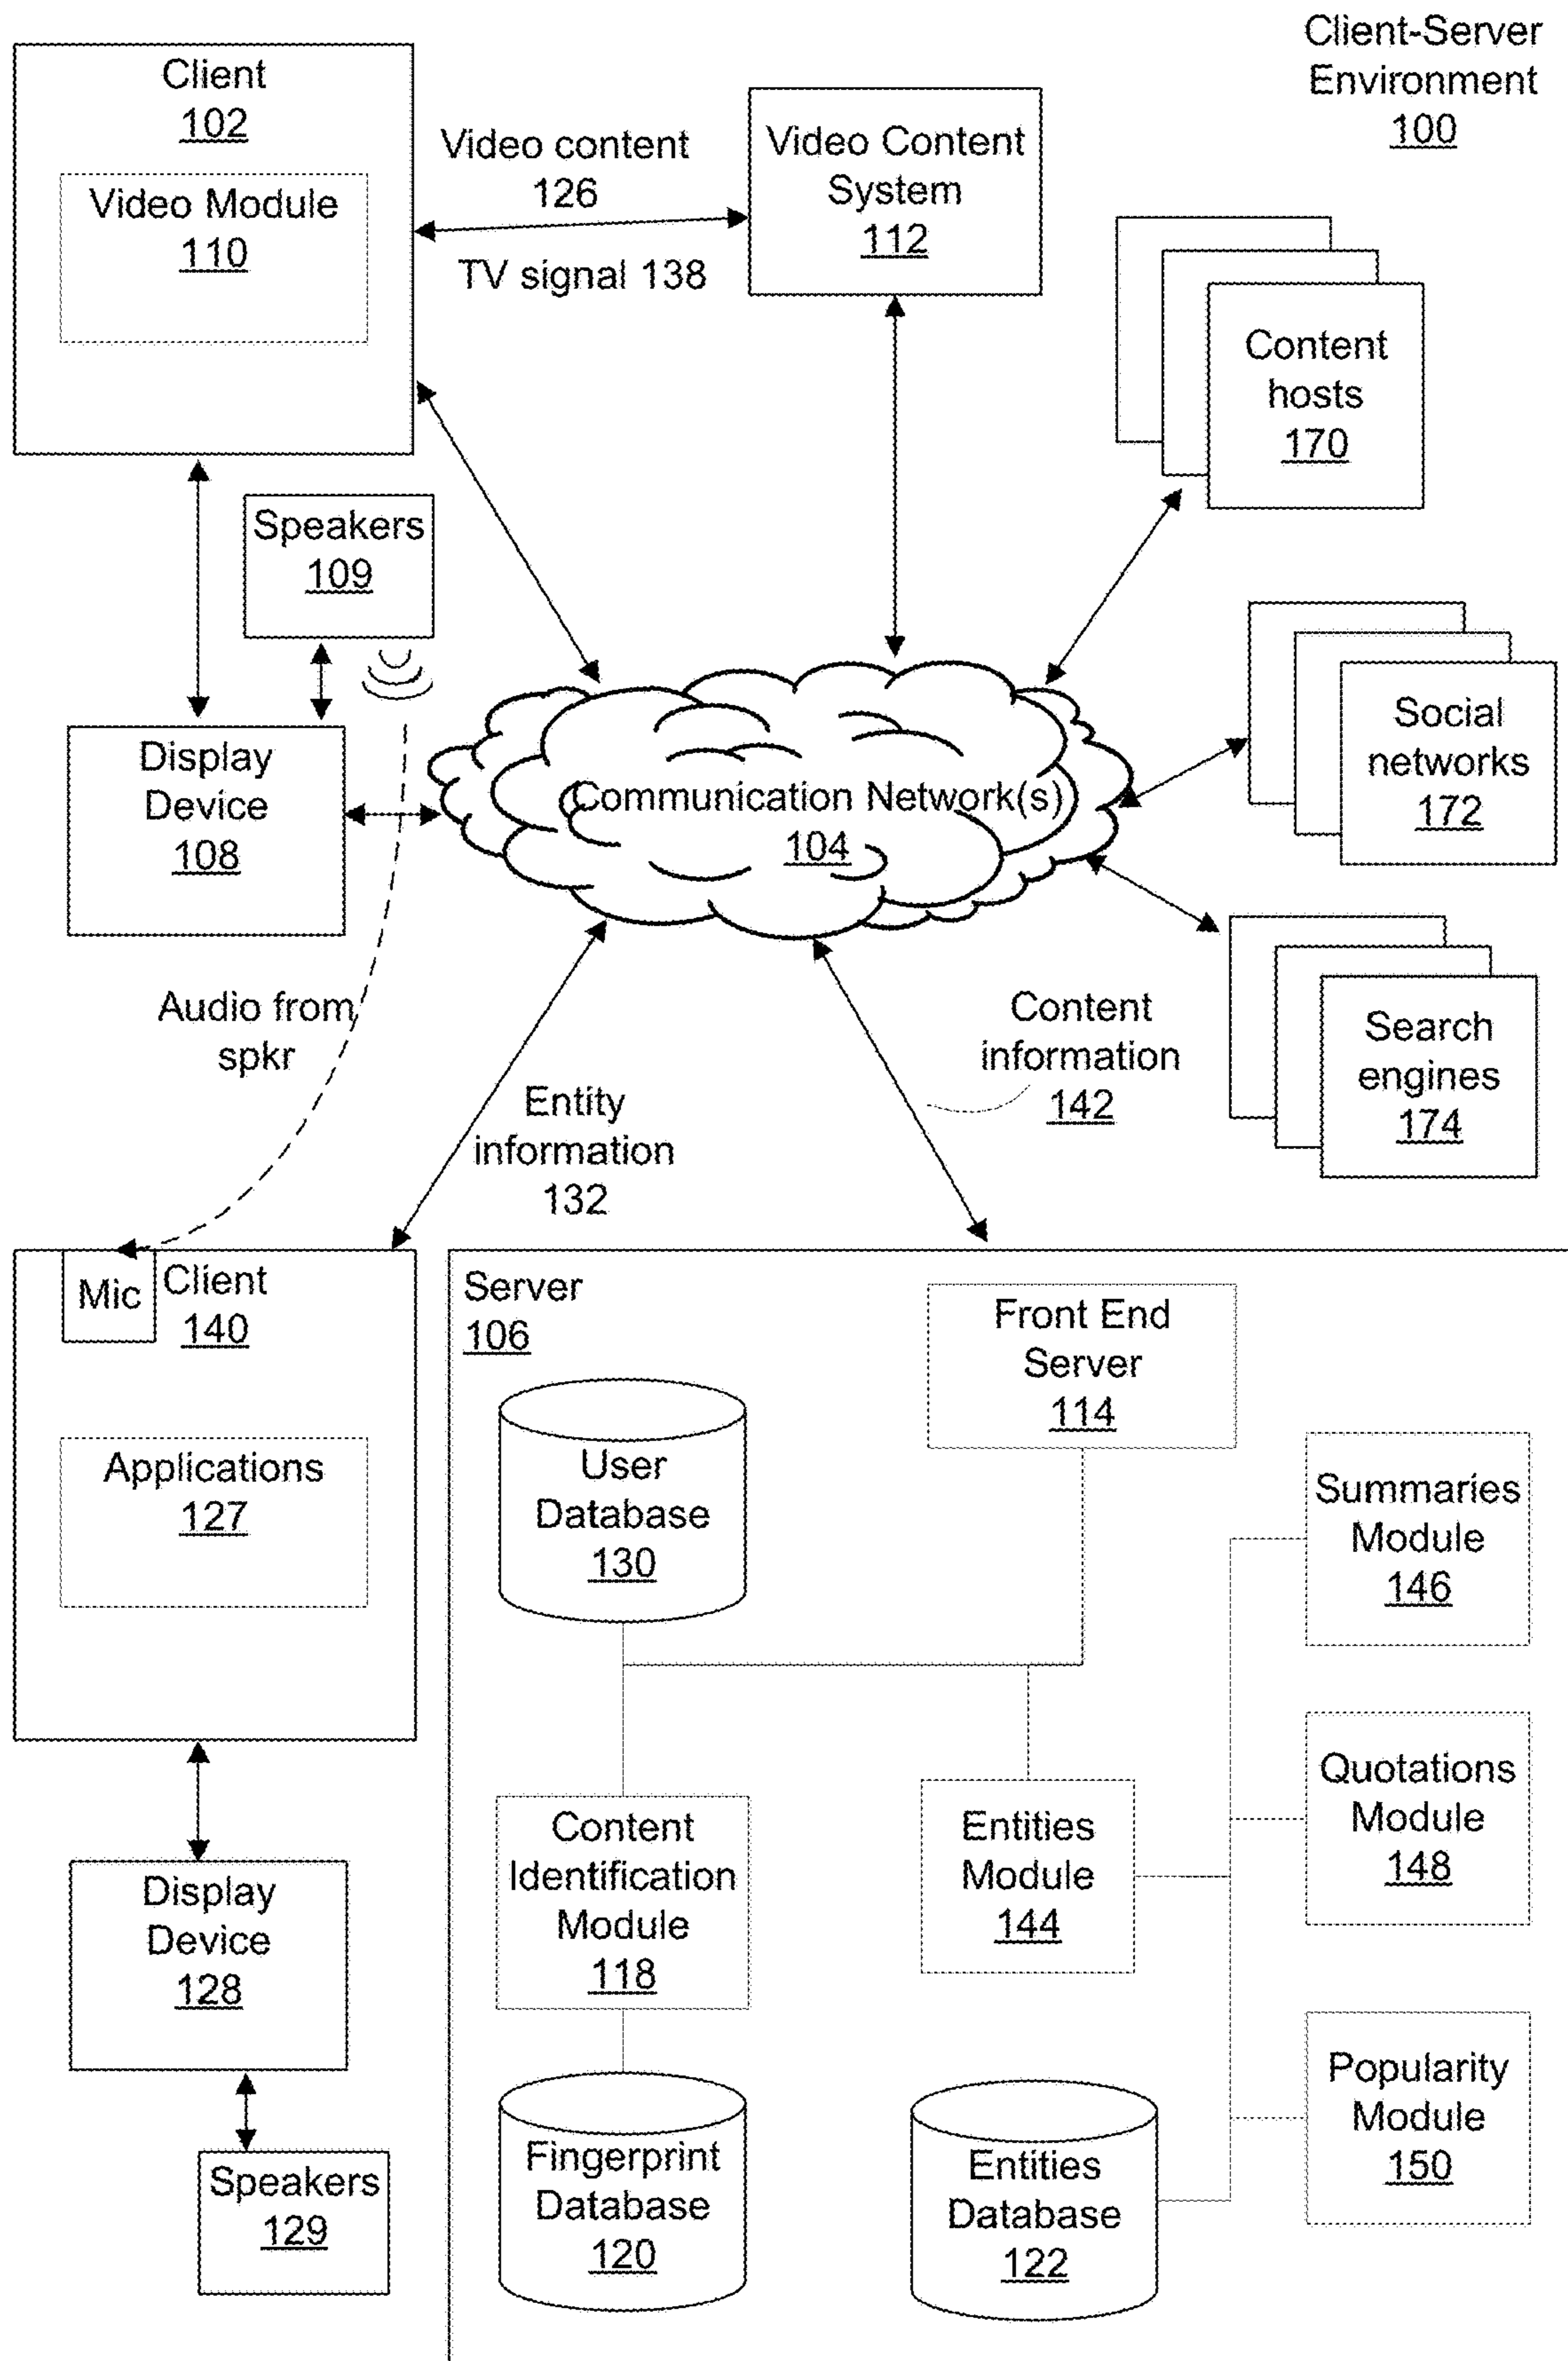 Client-Server
Environment
100
Client
102
Video Module
110
Video content
126
TV signal 138
Video Content
System
112
Content
hosts
170
Speakers
109
Social
networks
172
Display
Device
108
Communication Network(s)
104
Search
engines
174
Audio from
spkr
Content
information
142
Entity
information
132
Mic
Client
140
Applications
127
Display
Device
128
Speakers
129
Server
106
Front End
Server
114
User
Database
130
Summaries
Module
146
Quotations
Module
148
Content
Identification
Module
118
Entities
Module
144
Popularity
Module
150
Fingerprint
Database
120
Entities
Database
122